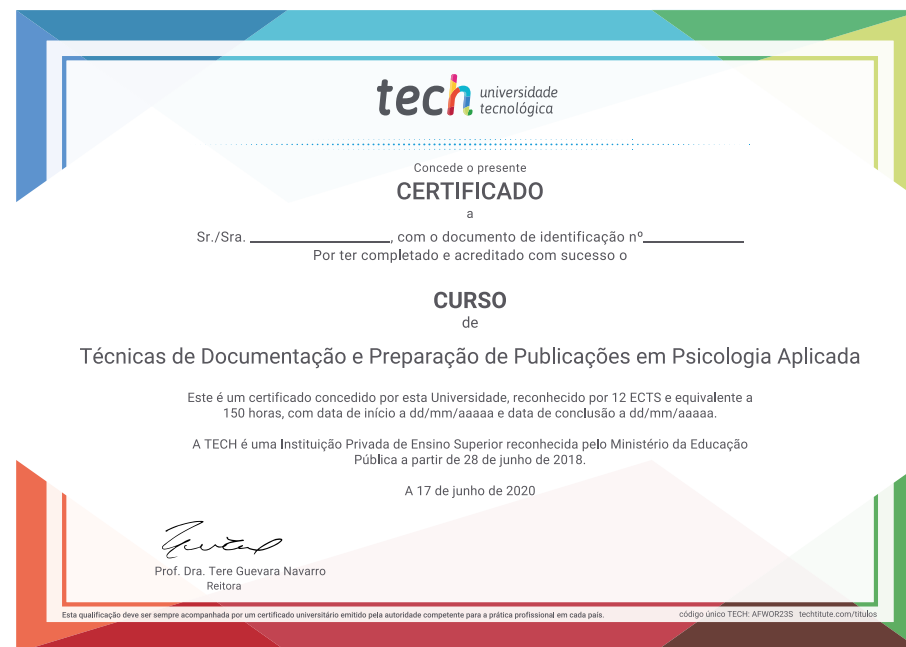 tech universidade
tecnológica
Concede o presente
CERTIFICADO
a
Sr./Sra. ________________, com o documento de identificação nº____________
Por ter completado e acreditado com sucesso o
CURSO
de
Técnicas de Documentação e Preparação de Publicações em Psicologia Aplicada
Este é um certificado concedido por esta Universidade, reconhecido por 12 ECTS e equivalente a
150 horas, com data de início a dd/mm/aaaaa e data de conclusão a dd/mm/aaaaa.
A TECH é uma Instituição Privada de Ensino Superior reconhecida pelo Ministério da Educação
Pública a partir de 28 de junho de 2018.
A 17 de junho de 2020
Prof. Dra. Tere Guevara Navarro
Reitora
Esta qualificação deve ser sempre acompanhada por um certificado universitário emitido pela autoridade competente para a prática profissional em cada país.
código único TECH: AFWOR23S techtitute.com/titulos